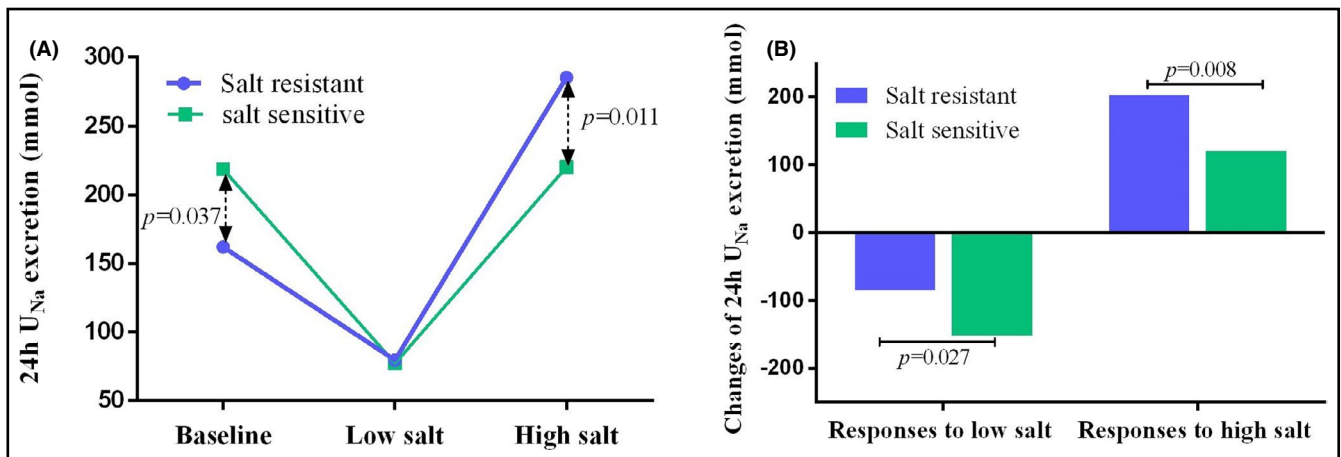 (A)
24h U_Na excretion (mmol)
300
250
200
150
100
50
Salt resistant
salt sensitive
p=0.037
p=0.011
Baseline
Low salt
High salt
(B)
Changes of 24h U_Na excretion (mmol)
200
100
0
-100
-200
Salt resistant
Salt sensitive
p=0.008
p=0.027
Responses to low salt
Responses to high salt